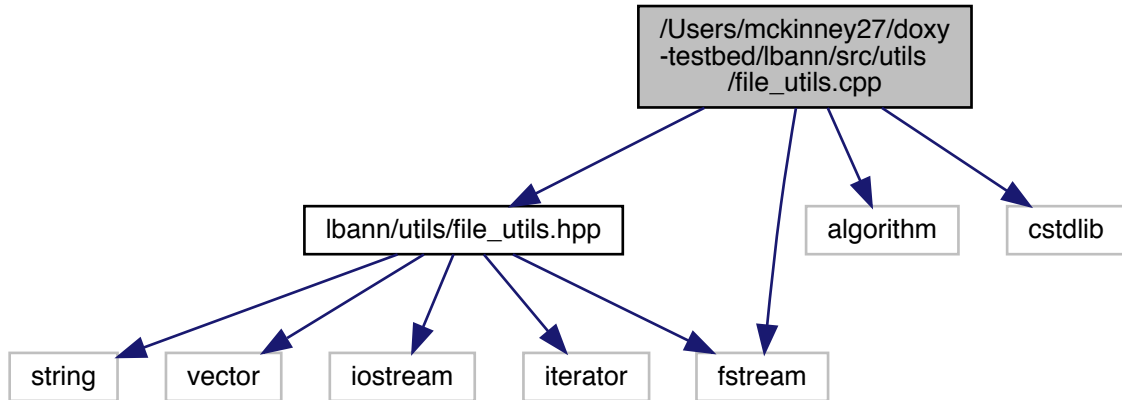 /Users/mckinney27/doxy
-testbed/lbann/src/utils
/file_utils.cpp
lbann/utils/file_utils.hpp
algorithm
cstdlib
string
vector
iostream
iterator
fstream